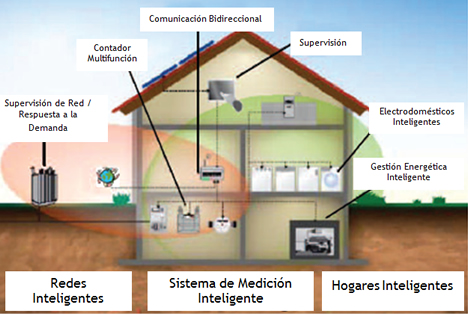 Comunicación Bidireccional
Contador
Multifunción
Supervisión
Supervisión de Red /
Respuesta a la
Demanda
Electrodomésticos
Inteligentes
Gestión Energética
Inteligente
Redes
Inteligentes
Sistema de Medición
Inteligente
Hogares Inteligentes